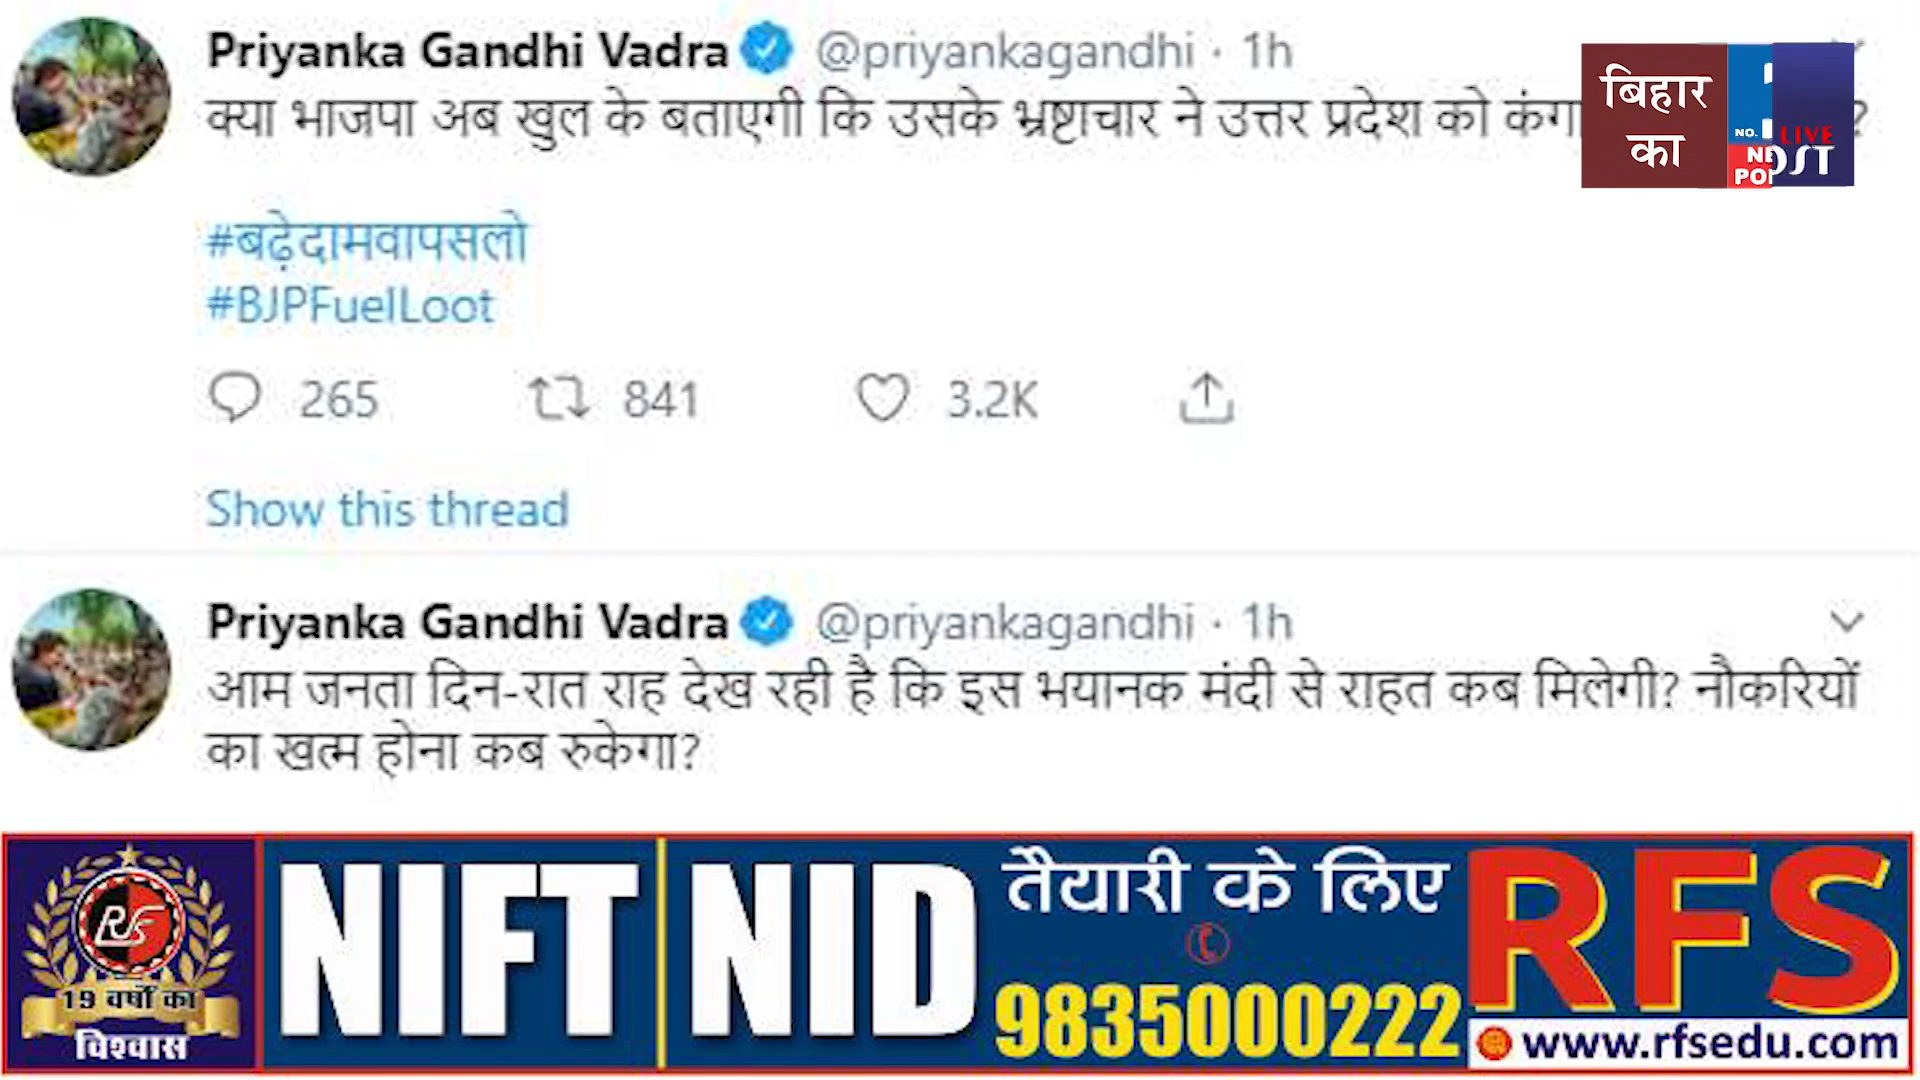 Priyanka Gandhi Vadra @priyankagandhi · 1h
क्या भाजपा अब खुल के बताएगी कि उसके भ्रष्टाचार ने उत्तर प्रदेश को ?
#बढ़ेदामवापसलो
#BJPFuelLoot
265 841 3.2K
Show this thread
बिहार
का
NO.
LIVE
Priyanka Gandhi Vadra @priyankagandhi · 1h
आम जनता दिन-रात राह देख रही है कि इस भयानक मंदी से राहत कब मिलेगी? नौकरियों
का खत्म होना कब रुकेगा?
RFS
19 वर्षों का
विश्वास
NIFT NID
तैयारी के लिए
9835000222
RFS
www.rfsedu.com